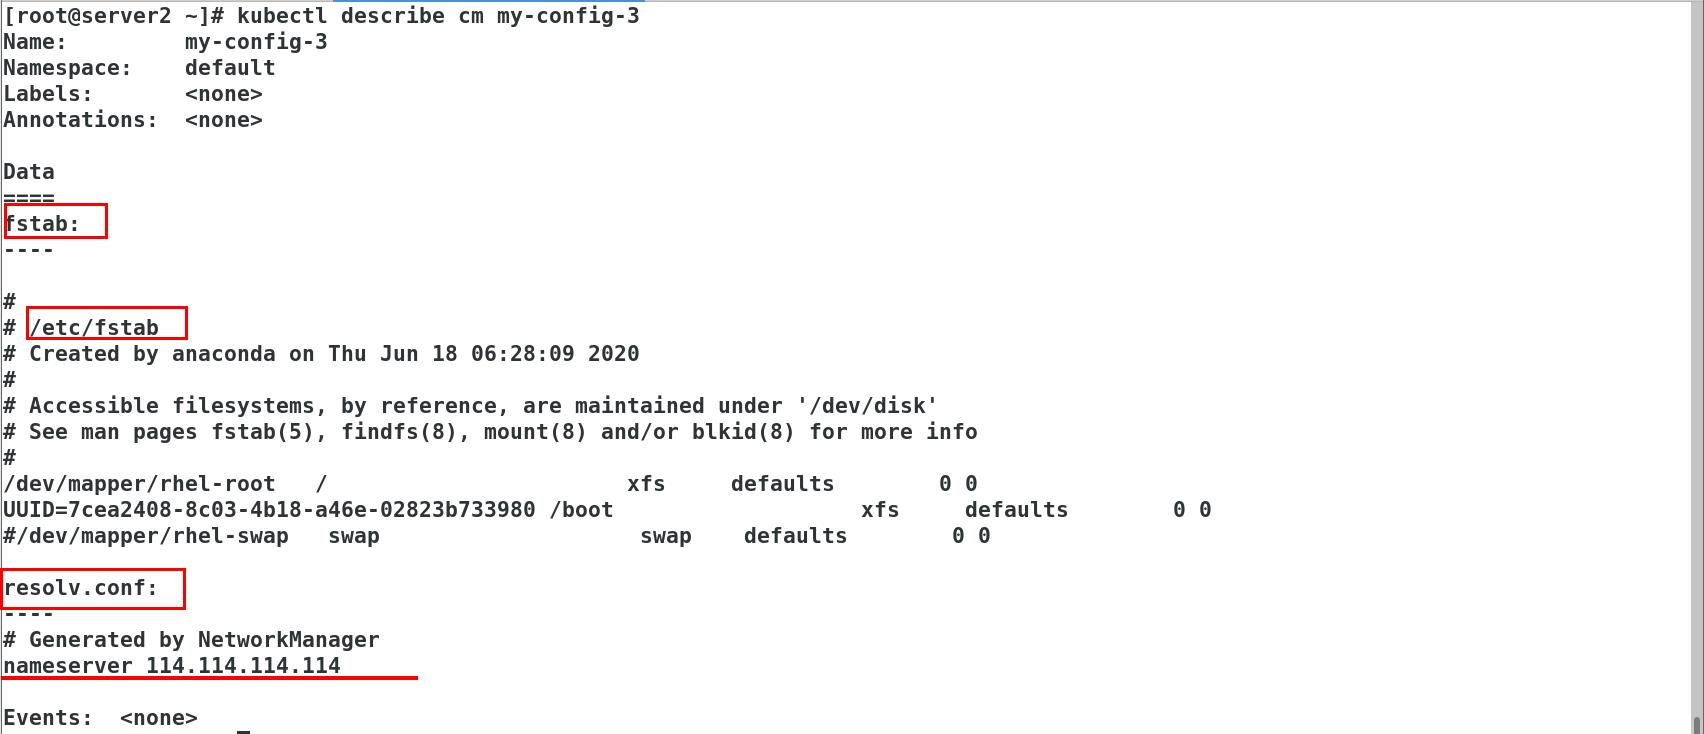 [root@server2 ~]# kubectl describe cm my-config-3
Name:         my-config-3
Namespace:    default
Labels:       <none>
Annotations:  <none>

Data
====
fstab:
----

#
# /etc/fstab
# Created by anaconda on Thu Jun 18 06:28:09 2020
#
# Accessible filesystems, by reference, are maintained under '/dev/disk'
# See man pages fstab(5), findfs(8), mount(8) and/or blkid(8) for more info
#
/dev/mapper/rhel-root   /                       xfs     defaults        0 0
UUID=7cea2408-8c03-4b18-a46e-02823b733980 /boot                   xfs     defaults        0 0
#/dev/mapper/rhel-swap   swap                    swap    defaults        0 0

resolv.conf:
----
# Generated by NetworkManager
nameserver 114.114.114.114

Events:  <none>